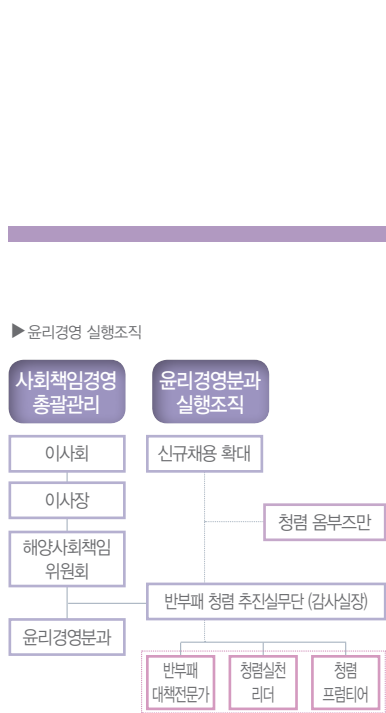 ▶윤리경영 실행조직
사회책임경영
총괄관리
윤리경영분과
실행조직
이사회
신규채용 확대
이사장
청렴 옴부즈만
해양사회책임
위원회
반부패 청렴 추진실무단 (감사실장)
윤리경영분과
반부패
대책전문가
청렴실천
리더
청렴
프럼티어